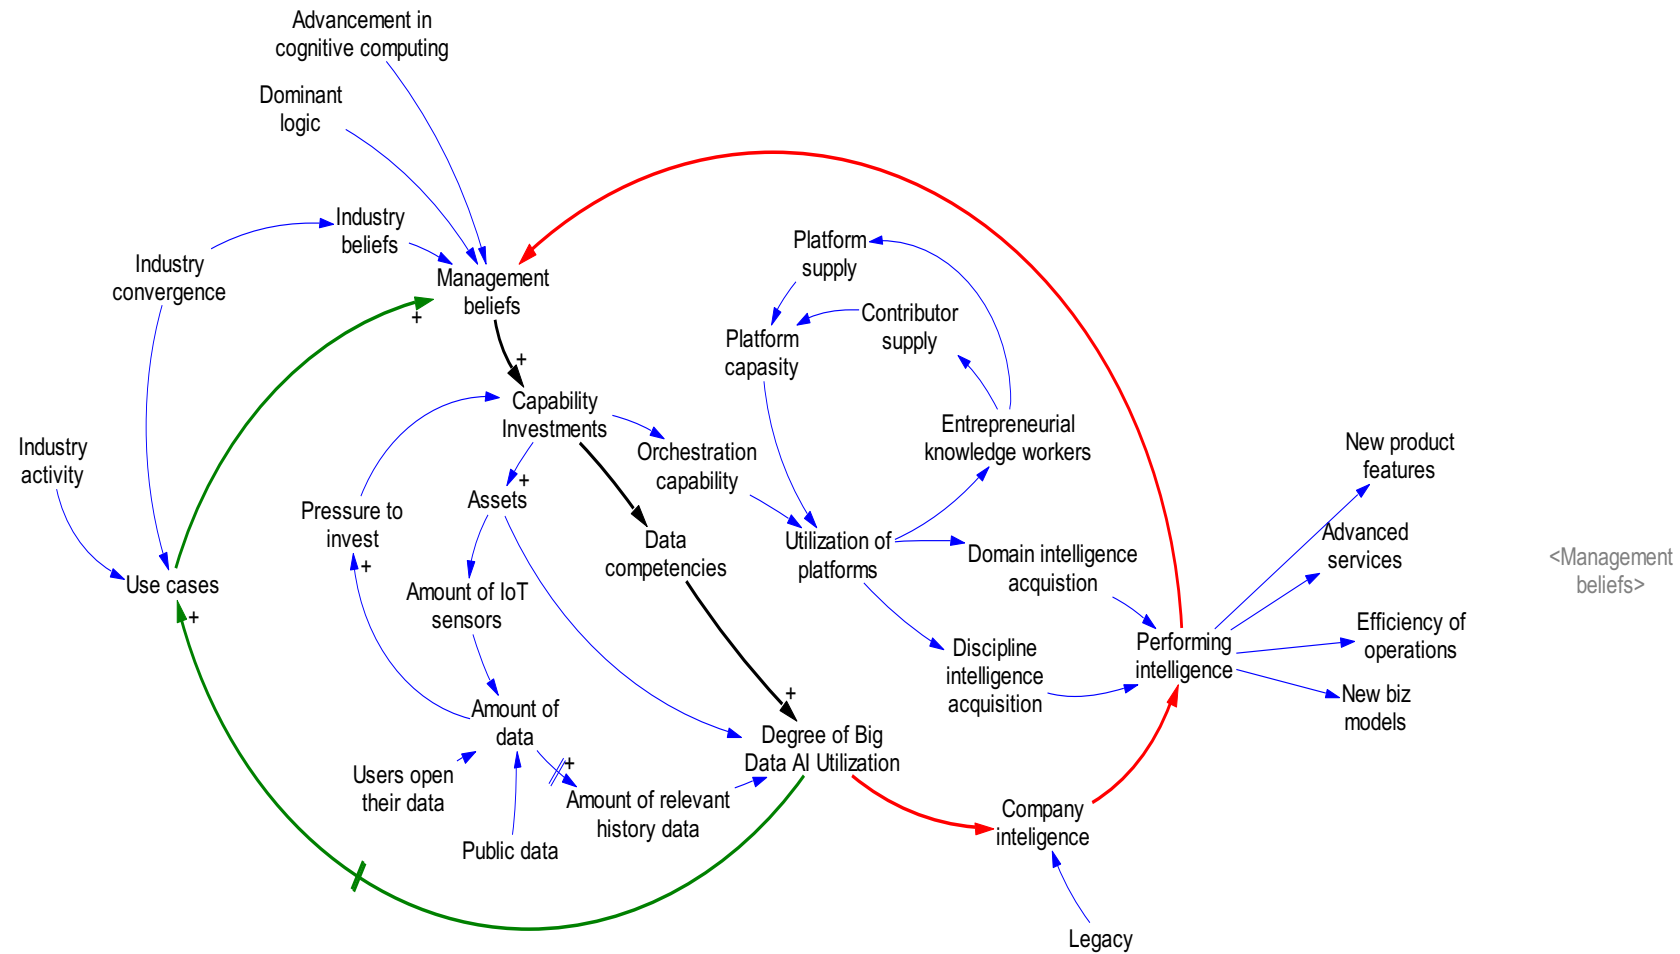 Advancement in
cognitive computing
Dominant
logic
Industry
beliefs
Industry
convergence
Management
beliefs
+
+
Platform
supply
Contributor
supply
Platform
capasity
Capability
Investments
Entrepreneurial
knowledge workers
Orchestration
capability
New product
features
Industry
activity
+
Assets
Pressure to
invest
+
Data
competencies
Utilization of
platforms
Domain intelligence
acquistion
Advanced
services
<Management
beliefs>
Use cases
+
Amount of IoT
sensors
Discipline
intelligence
acquisition
Performing
intelligence
Efficiency of
operations
New biz
models
Amount of
data
+
Degree of Big
Data AI Utilization
+
Users open
their data
Amount of relevant
history data
Public data
Company
inteligence
Legacy